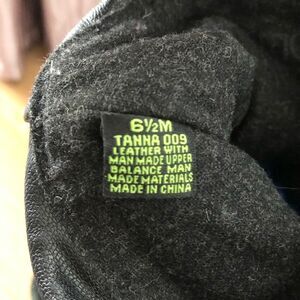 6½M
TANHA 009
LEATHER WITH
MAN MADE UPPER
BALANCE MAN
MADE MATERIALS
MADE IN CHINA